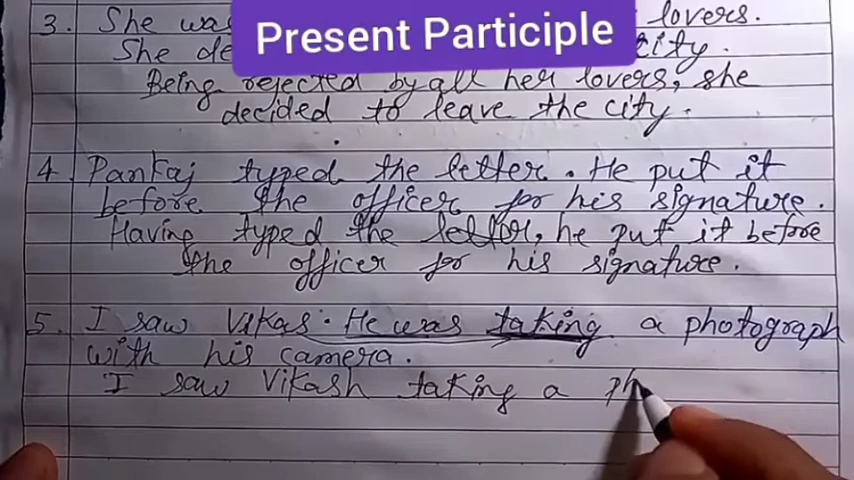 Present Participle
3. She was lovers.
She de city.
Being rejected by all her lovers, she
decided to leave the city.
4. Pankaj typed the letter. He put it
before the officer for his signature.
Having typed the letter, he put it before
the officer for his signature.
5. I saw Vikas. He was taking a photograph
with his camera.
I saw Vikash taking a ph